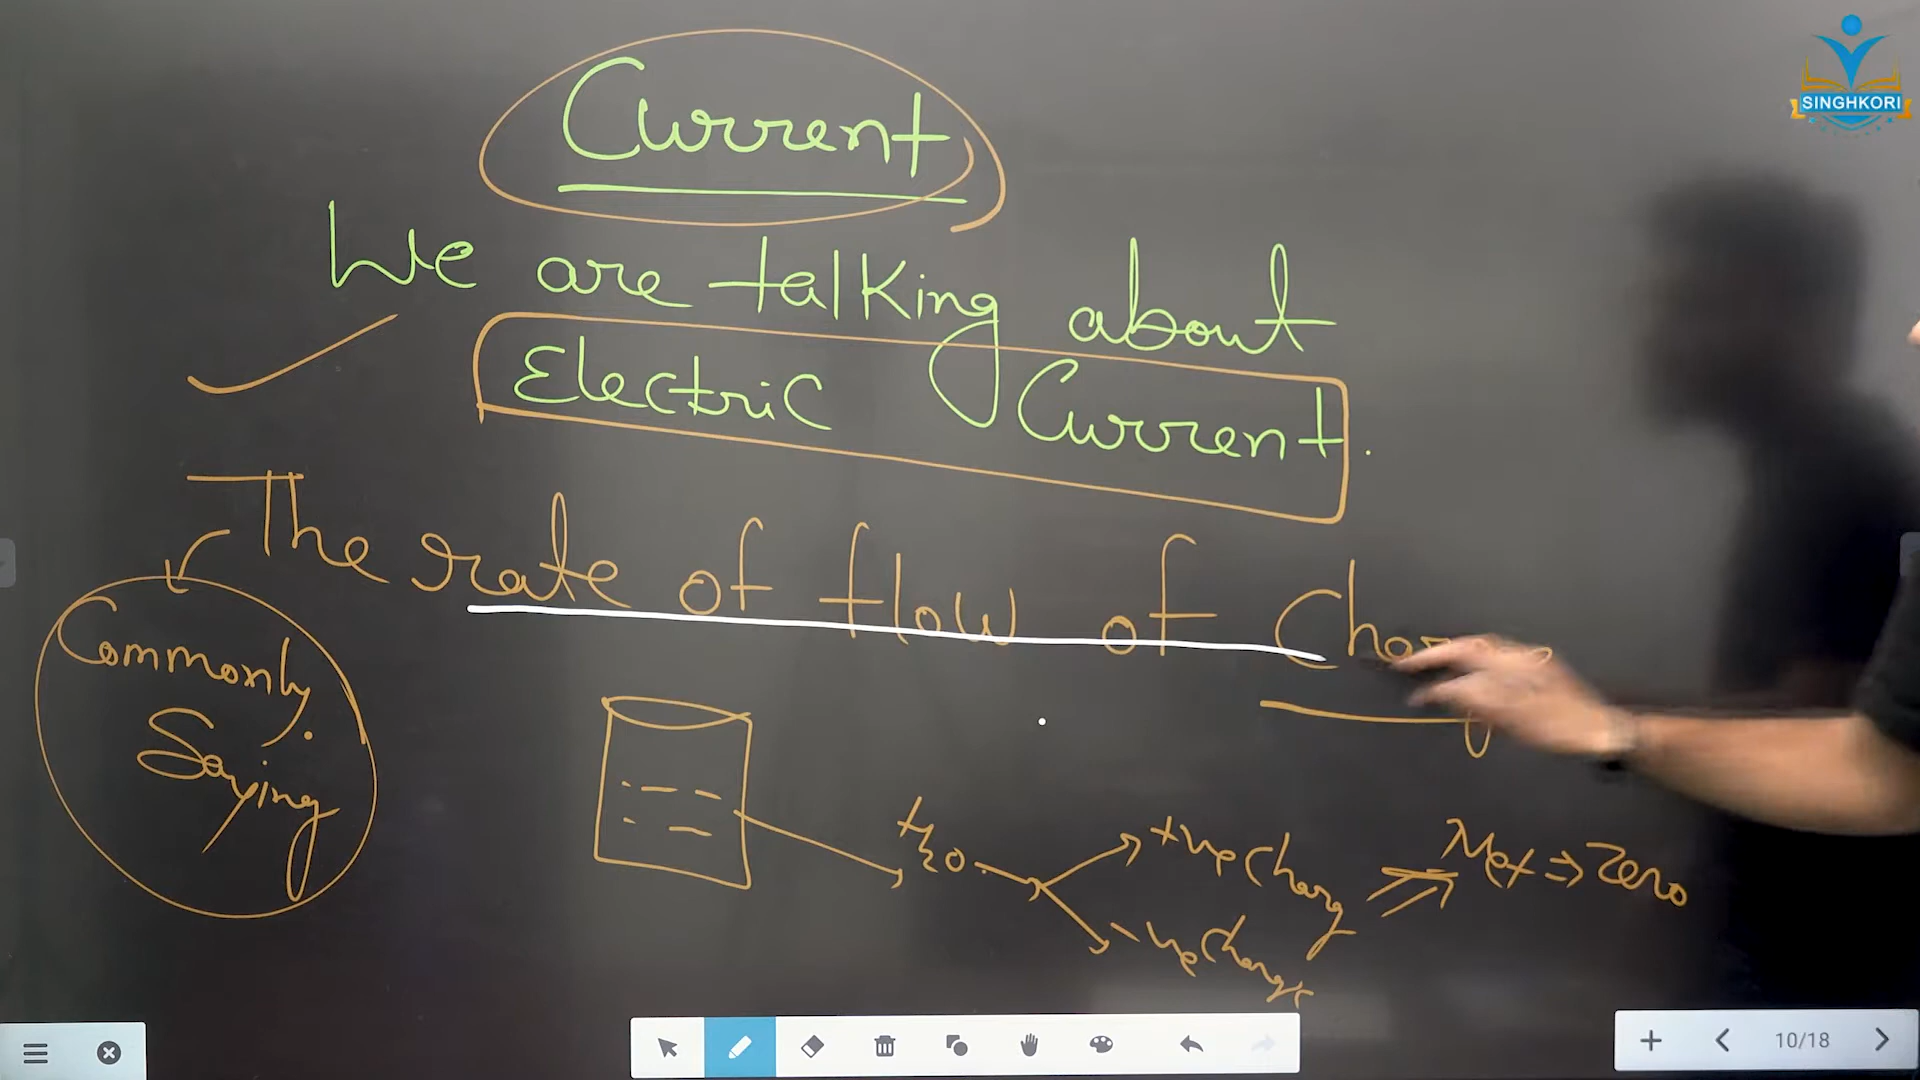 SINGHKORI
Current
We are talking about
Electric Current.
The rate of flow of Charge
Commonly
Saying
H2O
+ve Charg
-ve Charge
Net => Zero
10/18